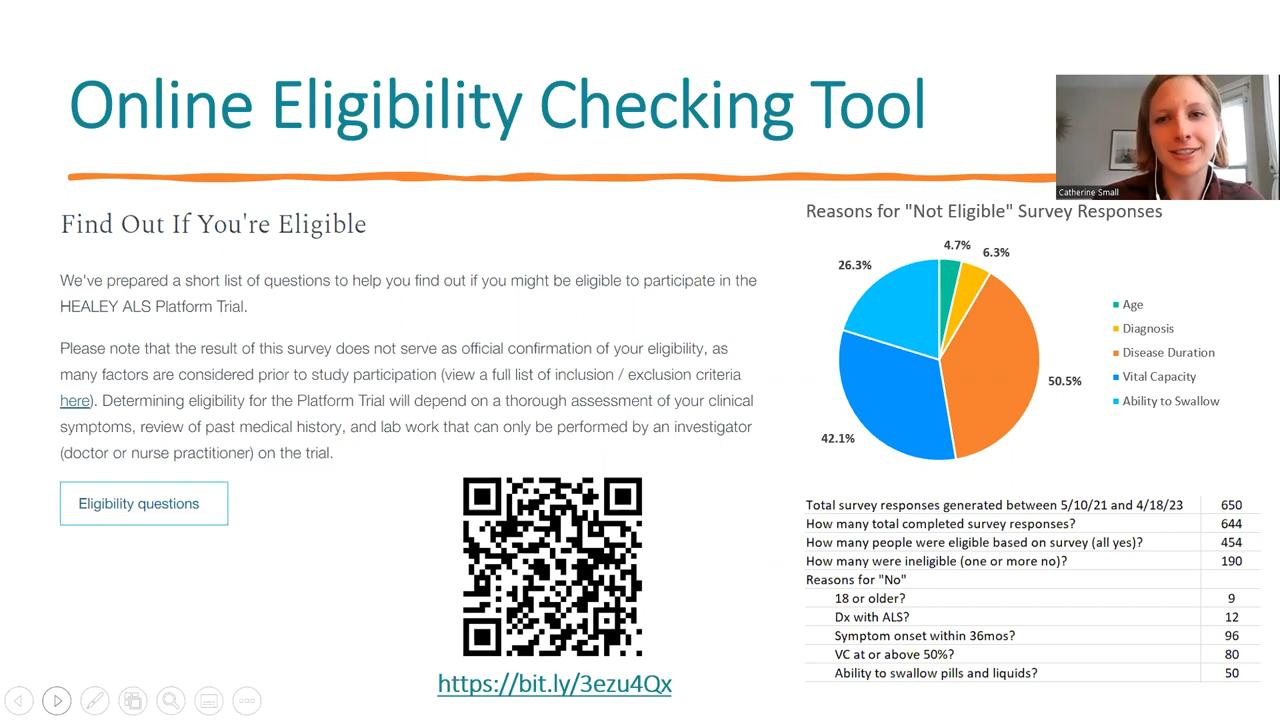 Online Eligibility Checking Tool
Catherine Small
Find Out If You're Eligible
We've prepared a short list of questions to help you find out if you might be eligible to participate in the
HEALEY ALS Platform Trial.
Please note that the result of this survey does not serve as official confirmation of your eligibility, as
many factors are considered prior to study participation (view a full list of inclusion / exclusion criteria
here). Determining eligibility for the Platform Trial will depend on a thorough assessment of your clinical
symptoms, review of past medical history, and lab work that can only be performed by an investigator
(doctor or nurse practitioner) on the trial.
Eligibility questions
https://bit.ly/3ezu4Qx
Reasons for "Not Eligible" Survey Responses
4.7%
6.3%
26.3%
50.5%
42.1%
Age
Diagnosis
Disease Duration
Vital Capacity
Ability to Swallow
Total survey responses generated between 5/10/21 and 4/18/23 650
How many total completed survey responses? 644
How many people were eligible based on survey (all yes)? 454
How many were ineligible (one or more no)? 190
Reasons for "No"
18 or older? 9
Dx with ALS? 12
Symptom onset within 36mos? 96
VC at or above 50%? 80
Ability to swallow pills and liquids? 50